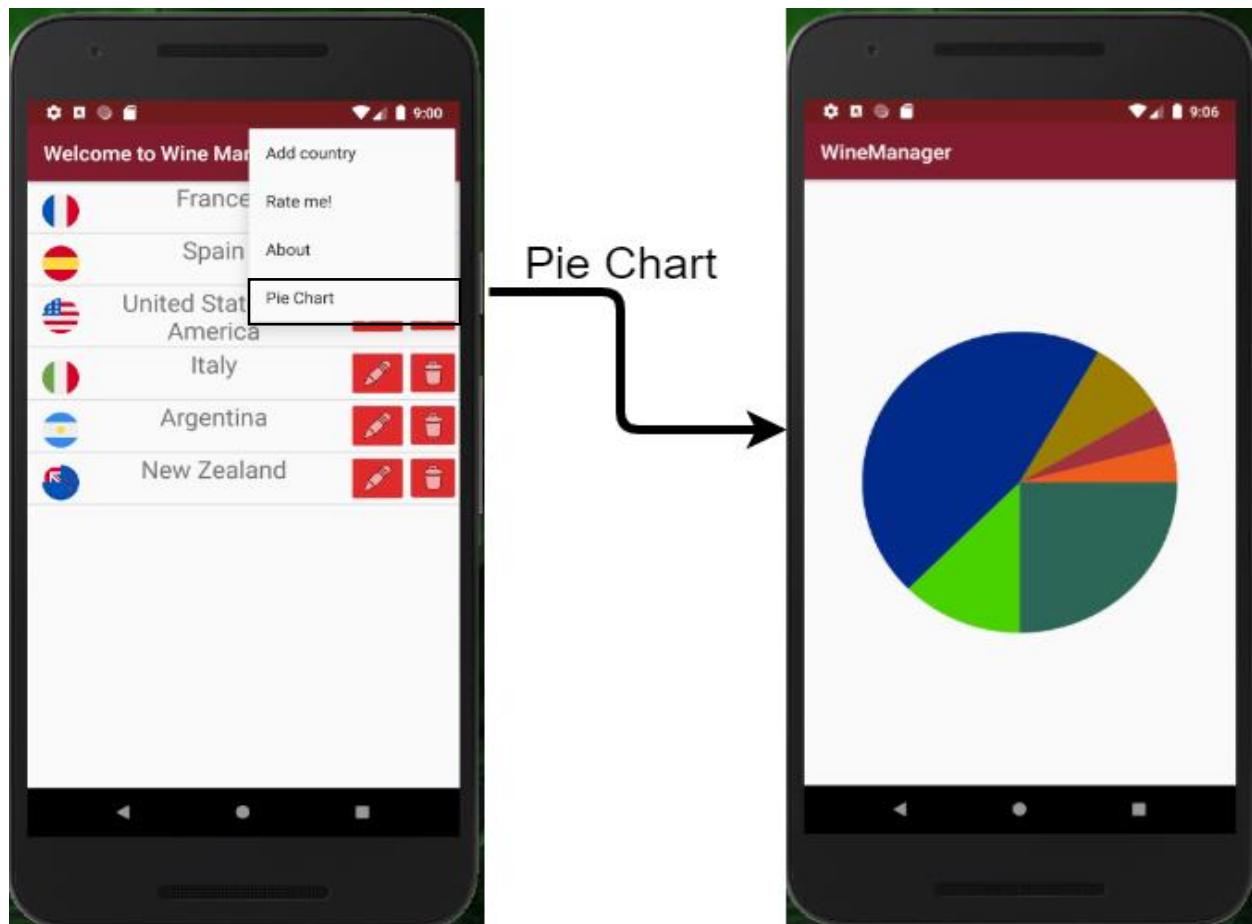 9:00
Welcome to Wine Mar
Add country
Rate me!
About
Pie Chart
France
Spain
United Stat
America
Italy
Argentina
New Zealand
Pie Chart
9:06
WineManager